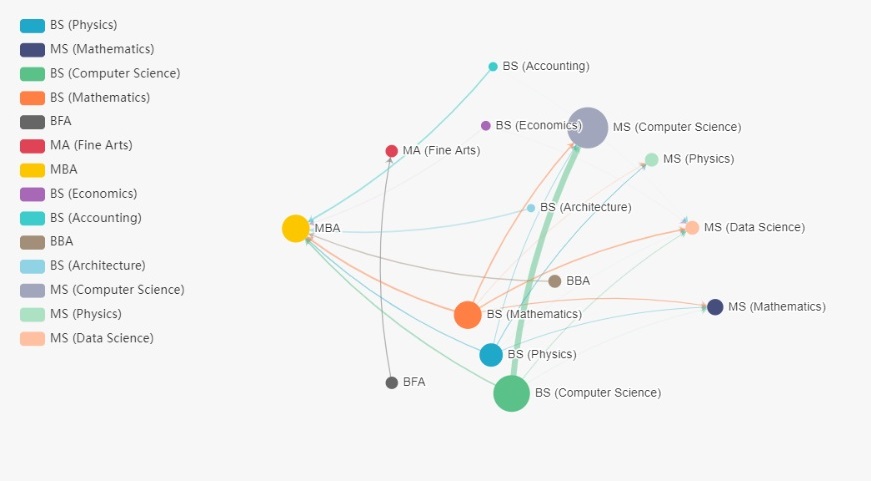 BS (Physics)
MS (Mathematics)
BS (Computer Science)
BS (Mathematics)
BFA
MA (Fine Arts)
MBA
BS (Economics)
BS (Accounting)
BBA
BS (Architecture)
MS (Computer Science)
MS (Physics)
MS (Data Science)
BS (Accounting)
BS (Economics)
MS (Computer Science)
MA (Fine Arts)
MS (Physics)
BS (Architecture)
MBA
MS (Data Science)
BBA
MS (Mathematics)
BS (Mathematics)
BS (Physics)
BFA
BS (Computer Science)